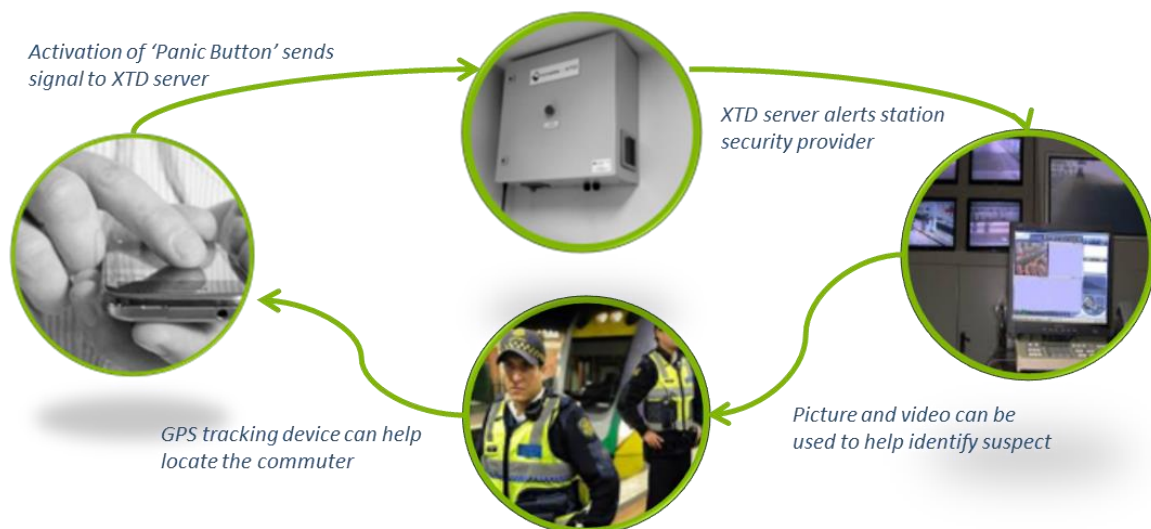 Activation of ‘Panic Button’ sends
signal to XTD server
XTD server alerts station
security provider
Picture and video can be
used to help identify suspect
GPS tracking device can help
locate the commuter